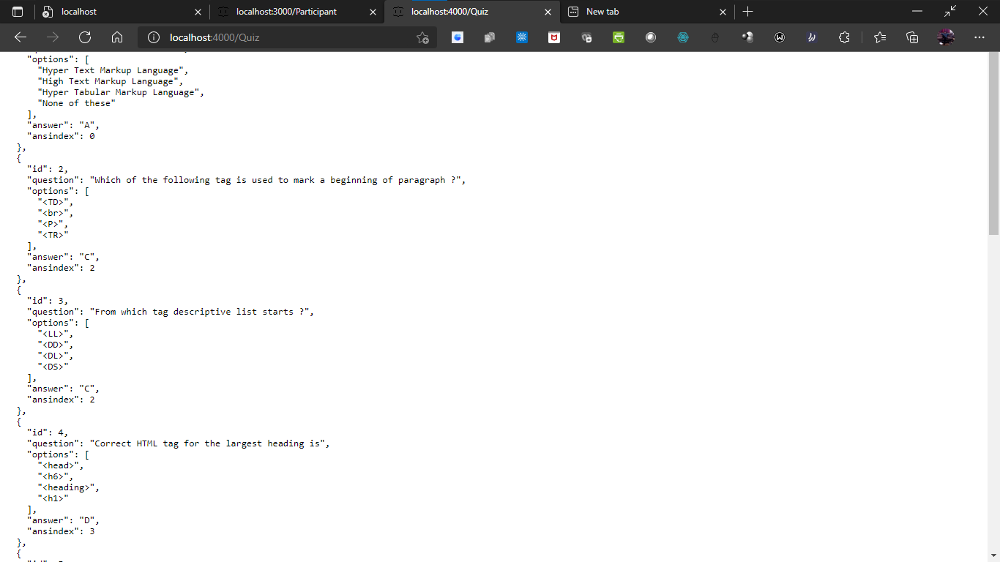 localhost
localhost:3000/Participant
localhost:4000/Quiz
New tab
localhost:4000/Quiz
"options": [
"Hyper Text Markup Language",
"High Text Markup Language",
"Hyper Tabular Markup Language",
"None of these"
],
"answer": "A",
"ansindex": 0
},
{
"id": 2,
"question": "Which of the following tag is used to mark a beginning of paragraph ?",
"options": [
"<TD>",
"<br>",
"<P>",
"<TR>"
],
"answer": "C",
"ansindex": 2
},
{
"id": 3,
"question": "From which tag descriptive list starts ?",
"options": [
"<LL>",
"<DD>",
"<DL>",
"<DS>"
],
"answer": "C",
"ansindex": 2
},
{
"id": 4,
"question": "Correct HTML tag for the largest heading is",
"options": [
"<head>",
"<h6>",
"<heading>",
"<h1>"
],
"answer": "D",
"ansindex": 3
},
{